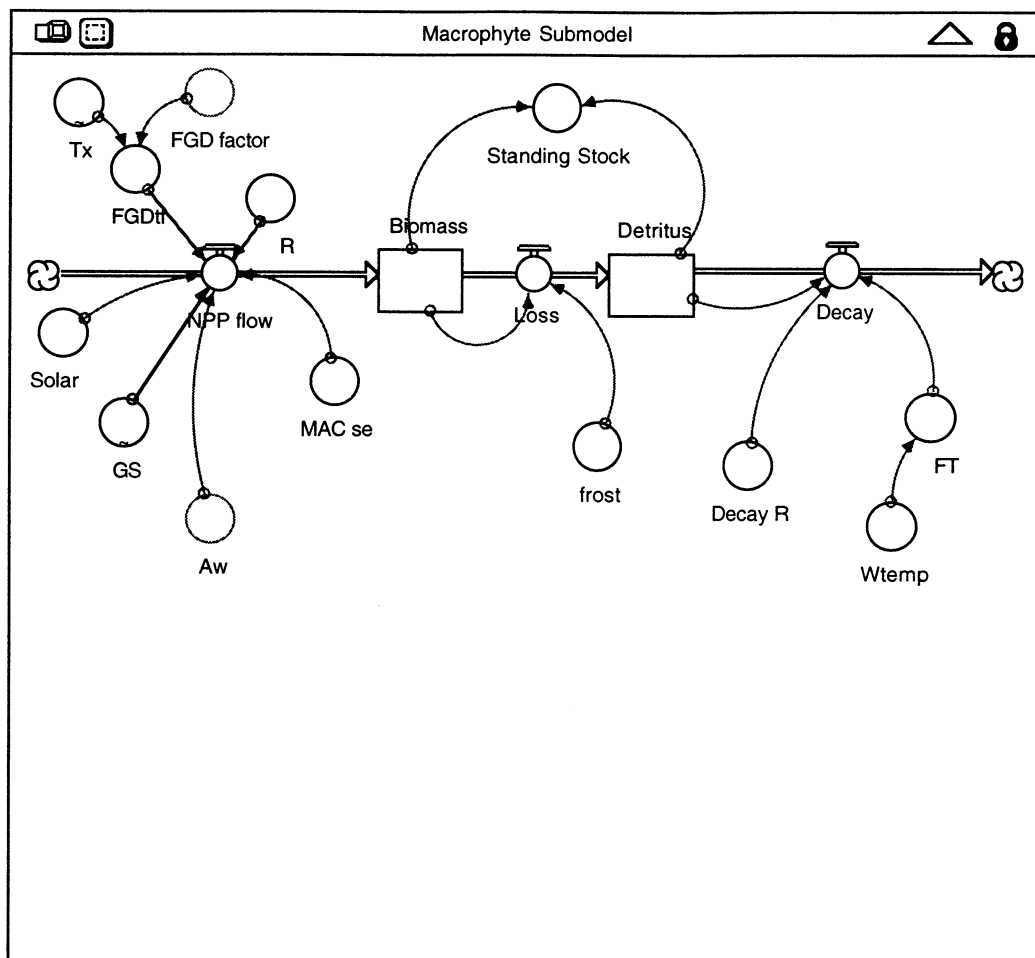 Macrophyte Submodel
Tx
FGD factor
Standing Stock
FGDtf
R
Biomass
Detritus
NPP flow
Loss
Decay
Solar
MAC se
GS
frost
Decay R
FT
Aw
Wtemp